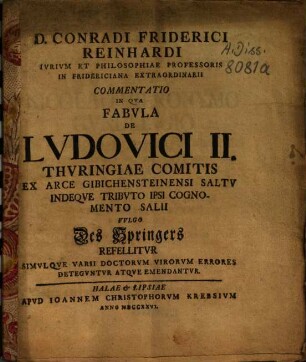 D. CONRADI FRIDERICI
REINHARDI
IVRIVM ET PHILOSOPHIAE PROFESSORIS
IN FRIDERICIANA EXTRAORDINARII
A. Diss.
8081a
COMMENTATIO
IN QVA
FABVLA
DE
LVDOVICI II.
THVRINGIAE COMITIS
EX ARCE GIBICHENSTEINENSI SALTV
INDEQVE TRIBVTO IPSI COGNO-
MENTO SALII
VVLGO
Des Springers
REFELLITVR
SIMVLQVE VARII DOCTORVM VIRORVM ERRORES
DETEGVNTVR ATQVE EMENDANTVR.
HALAE & LIPSIAE
APVD IOANNEM CHRISTOPHORVM KREBSIVM
ANNO MDCCXXVI.